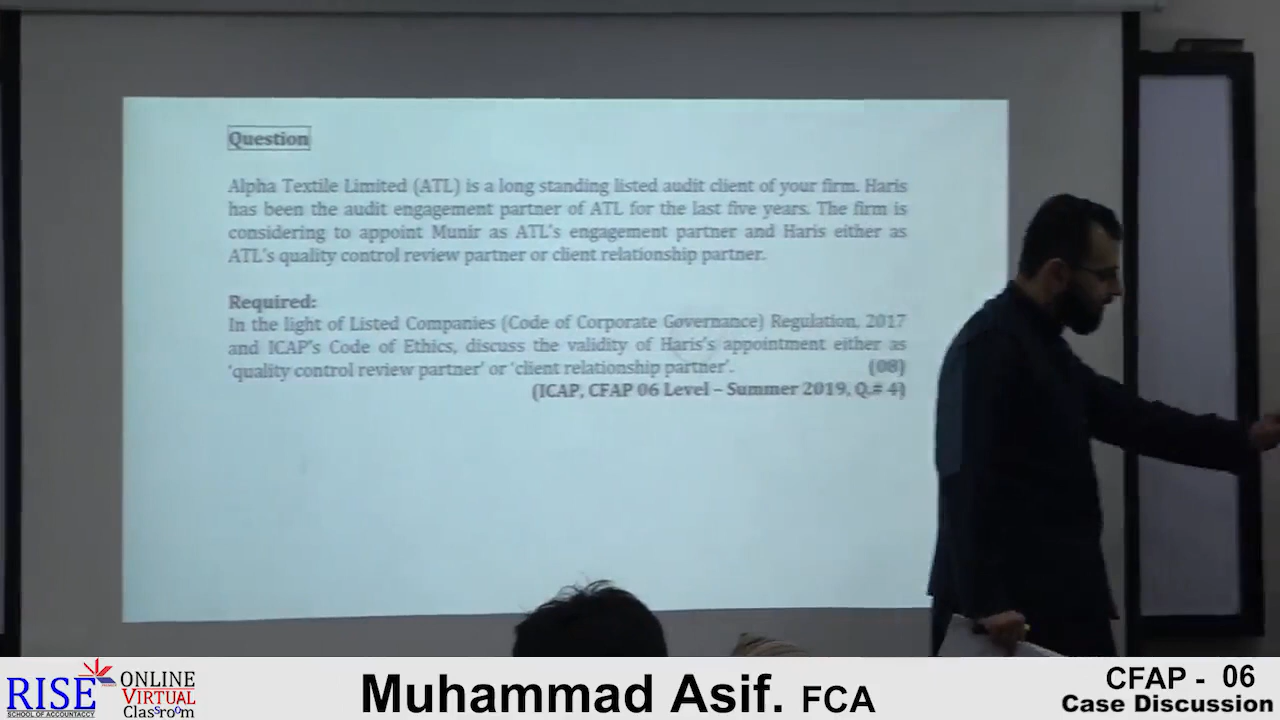 Question
Alpha Textile Limited (ATL) is a long standing listed audit client of your firm. Haris
has been the audit engagement partner of ATL for the last five years. The firm is
considering to appoint Munir as ATL's engagement partner and Haris either as
ATL's quality control review partner or client relationship partner.
Required:
In the light of Listed Companies (Code of Corporate Governance) Regulation, 2017
and ICAP's Code of Ethics, discuss the validity of Haris's appointment either as
'quality control review partner' or 'client relationship partner'. (08)
(ICAP, CFAP 06 Level – Summer 2019, Q.# 4)
RISE
SCHOOL OF ACCOUNTANCY
ONLINE
VIRTUAL
Classroom
Muhammad Asif. FCA
CFAP - 06
Case Discussion